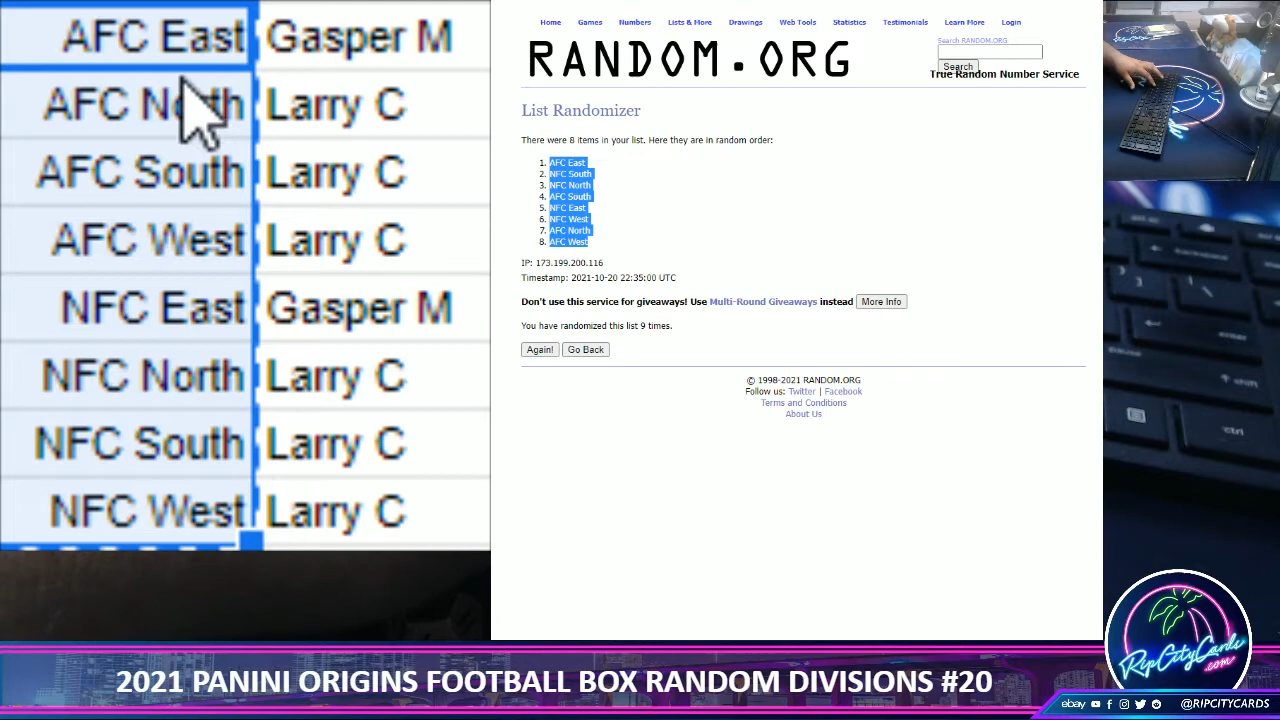 AFC East Gasper M
AFC North Larry C
AFC South Larry C
AFC West Larry C
NFC East Gasper M
NFC North Larry C
NFC South Larry C
NFC West Larry C
Home Games Numbers Lists & More Drawings Web Tools Statistics Testimonials Learn More Login
RANDOM.ORG
Search RANDOM.ORG
Search
True Random Number Service
List Randomizer
There were 8 items in your list. Here they are in random order:
1. AFC East
2. NFC South
3. NFC North
4. AFC South
5. NFC East
6. NFC West
7. AFC North
8. AFC West
IP: 173.199.200.116
Timestamp: 2021-10-20 22:35:00 UTC
Don't use this service for giveaways! Use Multi-Round Giveaways instead More Info
You have randomized this list 9 times.
Again! Go Back
© 1998-2021 RANDOM.ORG
Follow us: Twitter | Facebook
Terms and Conditions
About Us
ctrl
RipCityCards
.com
2021 PANINI ORIGINS FOOTBALL BOX RANDOM DIVISIONS #20
ebay @RIPCITYCARDS